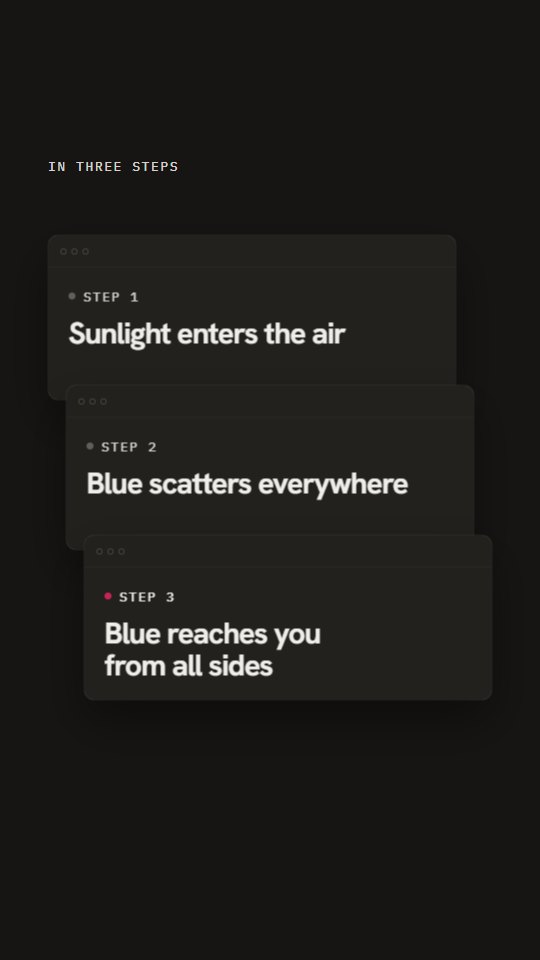 IN THREE STEPS
STEP 1
Sunlight enters the air
STEP 2
Blue scatters everywhere
STEP 3
Blue reaches you
from all sides